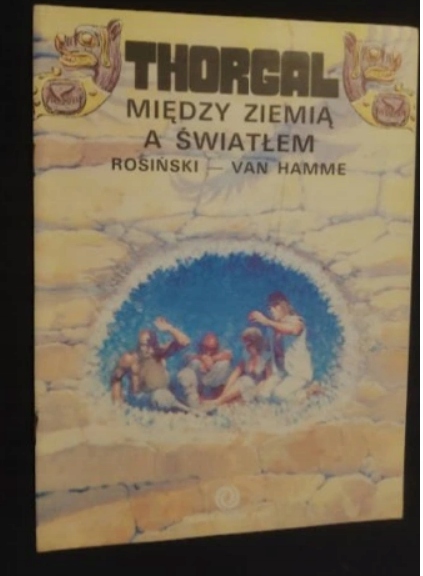 THORGAL
MIĘDZY ZIEMIĄ
A ŚWIATŁEM
ROSIŃSKI — VAN HAMME